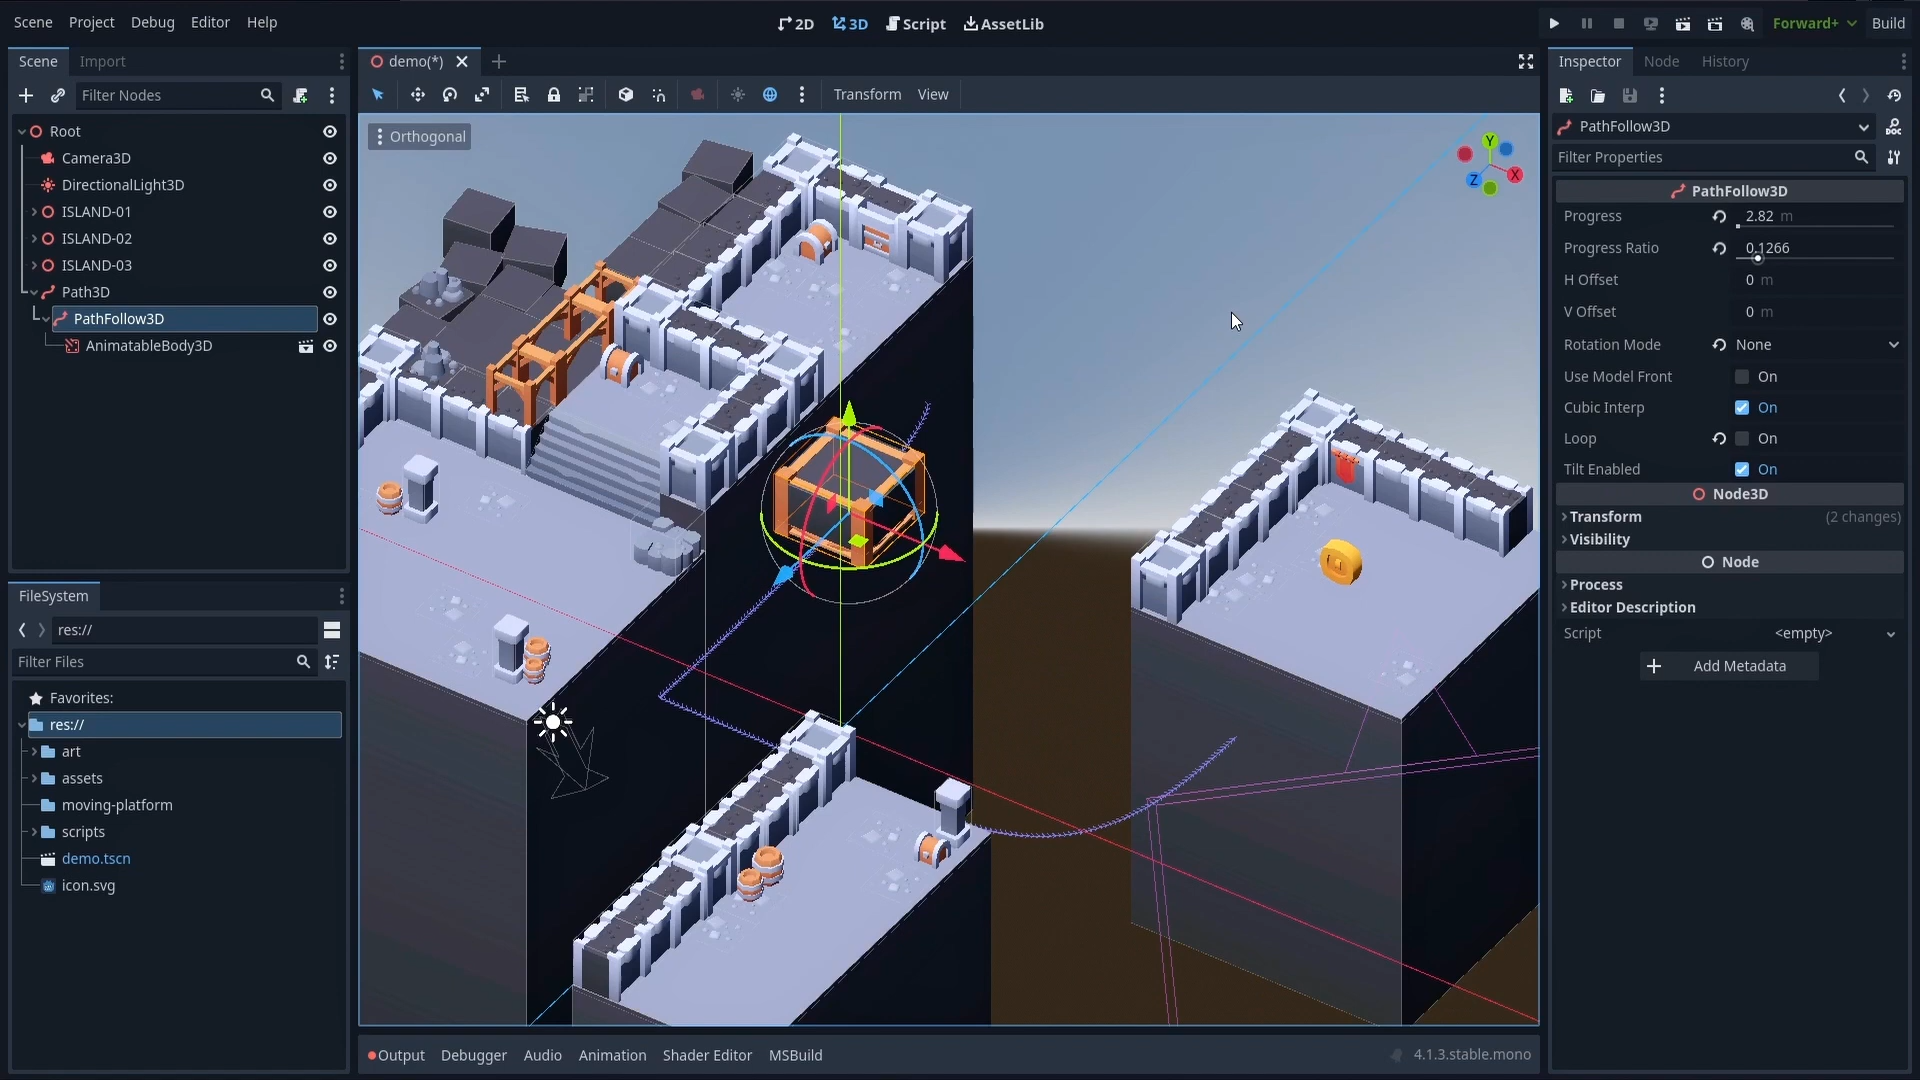 Scene Project Debug Editor Help
2D 3D Script AssetLib
Forward+ Build
Scene Import
Filter Nodes
Root
Camera3D
DirectionalLight3D
ISLAND-01
ISLAND-02
ISLAND-03
Path3D
PathFollow3D
AnimatableBody3D
FileSystem
res://
Filter Files
Favorites:
res://
art
assets
moving-platform
scripts
demo.tscn
icon.svg
demo(*)
Transform View
Orthogonal
Y
X
Z
Output Debugger Audio Animation Shader Editor MSBuild
4.1.3.stable.mono
Inspector Node History
PathFollow3D
Filter Properties
PathFollow3D
Progress 2.82 m
Progress Ratio 0.1266
H Offset 0 m
V Offset 0 m
Rotation Mode None
Use Model Front On
Cubic Interp On
Loop On
Tilt Enabled On
Node3D
Transform (2 changes)
Visibility
Node
Process
Editor Description
Script <empty>
Add Metadata